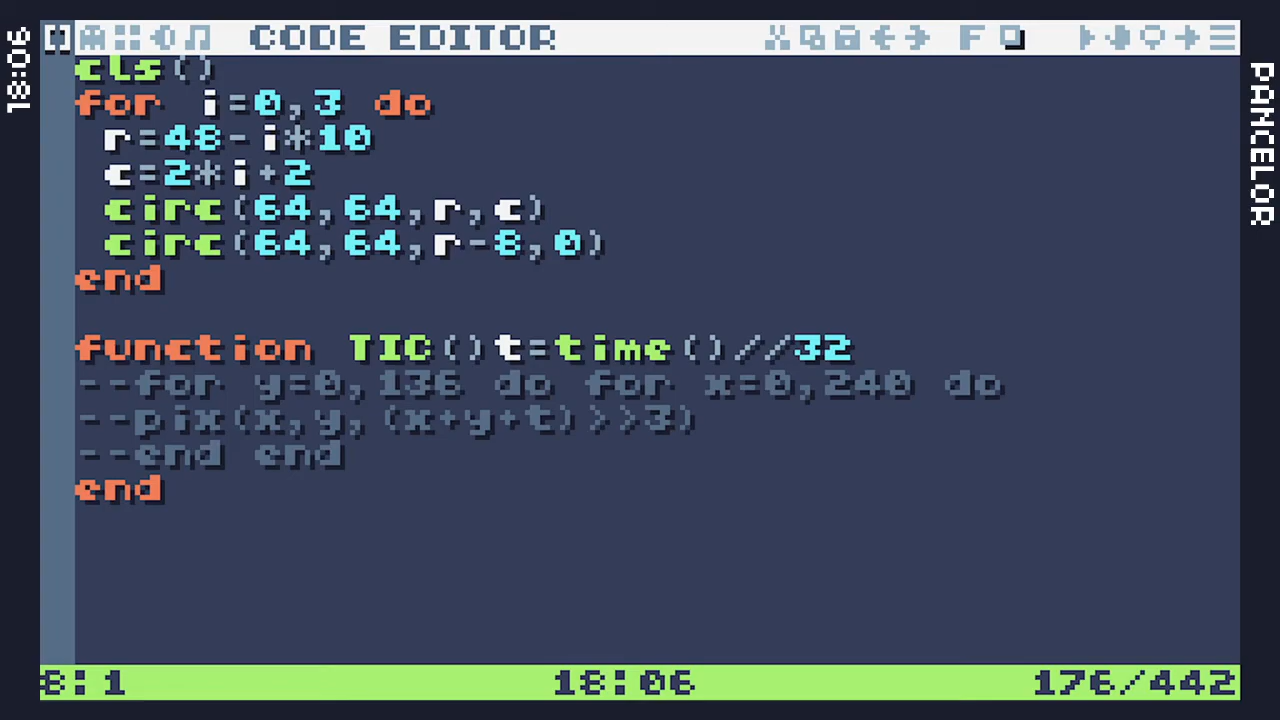 18:06
CODE EDITOR
F
cls()
for i=0,3 do
 r=48-i*10
 c=2*i+2
 circ(64,64,r,c)
 circ(64,64,r-8,0)
end
function TIC()t=time()//32
--for y=0,136 do for x=0,240 do
--pix(x,y,(x+y+t)>>3)
--end end
end
8:1
18:06
176/442
PANCELOR